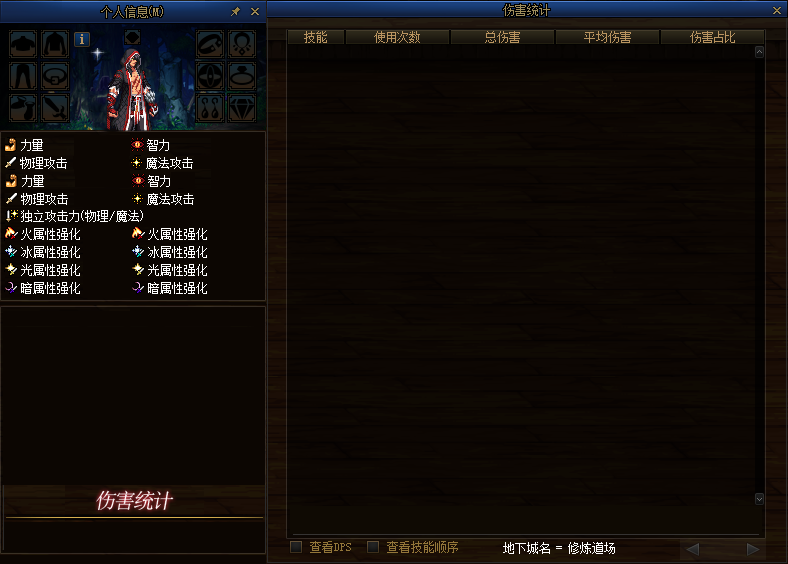 个人信息(M)
i
力量 智力
物理攻击 魔法攻击
力量 智力
物理攻击 魔法攻击
独立攻击力(物理/魔法)
火属性强化 火属性强化
冰属性强化 冰属性强化
光属性强化 光属性强化
暗属性强化 暗属性强化
伤害统计
伤害统计
技能 使用次数 总伤害 平均伤害 伤害占比
查看DPS 查看技能顺序 地下城名 = 修炼道场